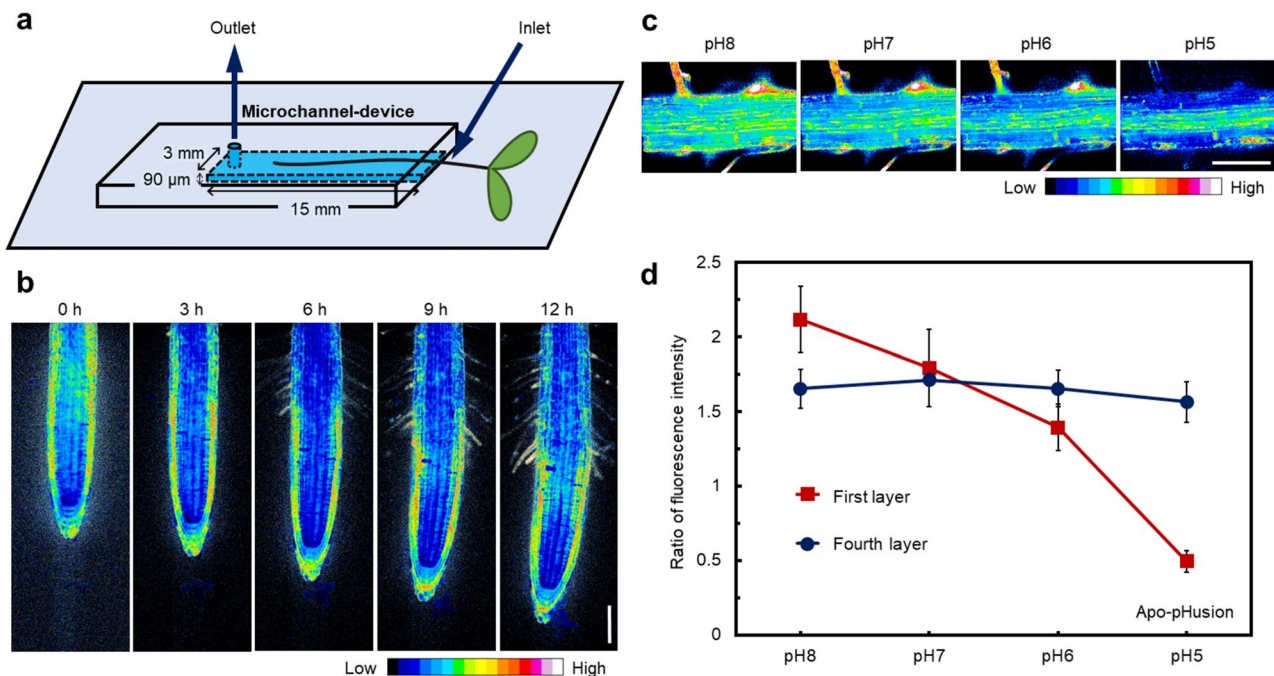 a
Outlet
Inlet
Microchannel-device
3 mm
90 µm
15 mm
b
0 h
3 h
6 h
9 h
12 h
Low
High
c
pH8
pH7
pH6
pH5
Low
High
d
Ratio of fluorescence intensity
2.5
2
1.5
1
0.5
0
First layer
Fourth layer
Apo-pHusion
pH8
pH7
pH6
pH5